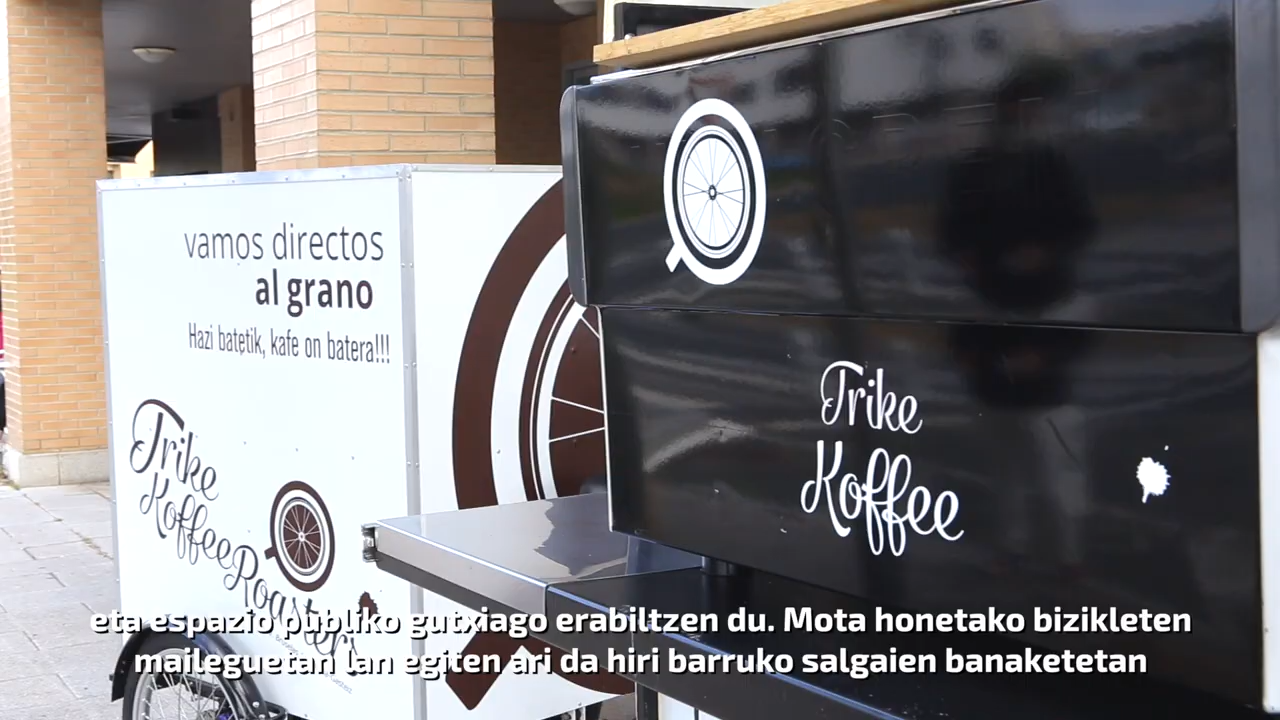 vamos directos
al grano
Hazi batetik, kafe on batera!!!
Trike
Koffee
Roasters
Trike
Koffee
eta espazio publiko gutxiago erabiltzen du. Mota honetako bizikleten
maileguetan lan egiten ari da hiri barruko salgaien banaketetan